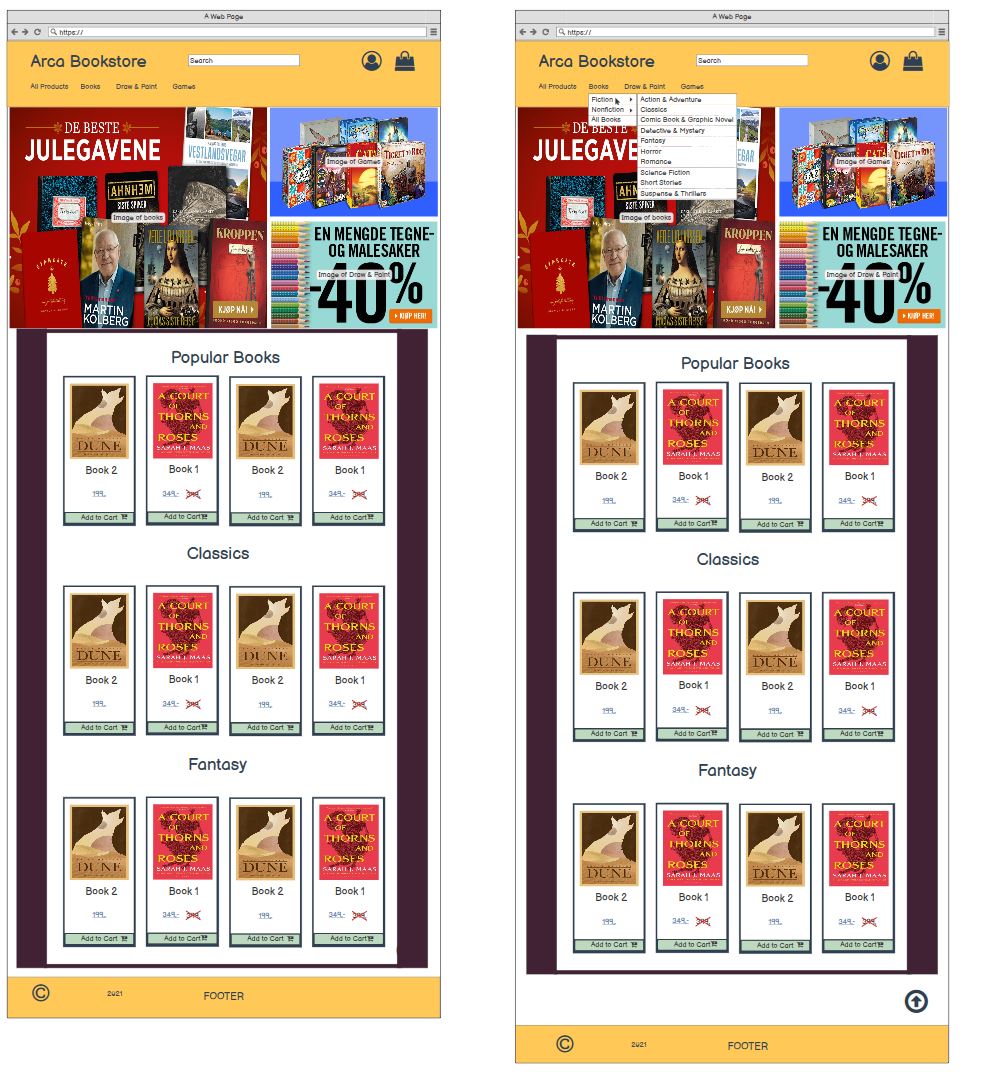 A Web Page
https://
Arca Bookstore
Search
All Products Books Draw & Paint Games
DE BESTE
JULEGAVENE
VESTLANDSVEGAR
Image of Games
TICKET TO RIDE
AHNHEM
SISTE SPIKER
Image of books
MARTIN
KOLBERG
KROPPEN
KJØP NÅ!
EN MENGDE TEGNE-
OG MALESAKER
Image of Draw & Paint
-40%
KJØP HER!
Popular Books
DUNE
A COURT
OF
THORNS
AND
ROSES
SARAH J. MAAS
DUNE
A COURT
OF
THORNS
AND
ROSES
SARAH J. MAAS
Book 2 Book 1 Book 2 Book 1
199,- 349,- 399 199,- 349,- 399
Add to Cart Add to Cart Add to Cart Add to Cart
Classics
DUNE
A COURT
OF
THORNS
AND
ROSES
SARAH J. MAAS
DUNE
A COURT
OF
THORNS
AND
ROSES
SARAH J. MAAS
Book 2 Book 1 Book 2 Book 1
199,- 349,- 399 199,- 349,- 399
Add to Cart Add to Cart Add to Cart Add to Cart
Fantasy
DUNE
A COURT
OF
THORNS
AND
ROSES
SARAH J. MAAS
DUNE
A COURT
OF
THORNS
AND
ROSES
SARAH J. MAAS
Book 2 Book 1 Book 2 Book 1
199,- 349,- 399 199,- 349,- 399
Add to Cart Add to Cart Add to Cart Add to Cart
© 2021 FOOTER
A Web Page
https://
Arca Bookstore
Search
All Products Books Draw & Paint Games
Fiction
Nonfiction
All Books
Action & Adventure
Classics
Comic Book & Graphic Novel
Detective & Mystery
Fantasy
Horror
Romance
Science Fiction
Short Stories
Suspense & Thrillers
DE BESTE
JULEGAVENE
Image of Games
TICKET TO RIDE
SISTE SPIKER
Image of books
MARTIN
KOLBERG
KROPPEN
KJØP NÅ!
EN MENGDE TEGNE-
OG MALESAKER
Image of Draw & Paint
-40%
KJØP HER!
Popular Books
DUNE
A COURT
OF
THORNS
AND
ROSES
SARAH J. MAAS
DUNE
A COURT
OF
THORNS
AND
ROSES
SARAH J. MAAS
Book 2 Book 1 Book 2 Book 1
199,- 349,- 399 199,- 349,- 399
Add to Cart Add to Cart Add to Cart Add to Cart
Classics
DUNE
A COURT
OF
THORNS
AND
ROSES
SARAH J. MAAS
DUNE
A COURT
OF
THORNS
AND
ROSES
SARAH J. MAAS
Book 2 Book 1 Book 2 Book 1
199,- 349,- 399 199,- 349,- 399
Add to Cart Add to Cart Add to Cart Add to Cart
Fantasy
DUNE
A COURT
OF
THORNS
AND
ROSES
SARAH J. MAAS
DUNE
A COURT
OF
THORNS
AND
ROSES
SARAH J. MAAS
Book 2 Book 1 Book 2 Book 1
199,- 349,- 399 199,- 349,- 399
Add to Cart Add to Cart Add to Cart Add to Cart
© 2021 FOOTER